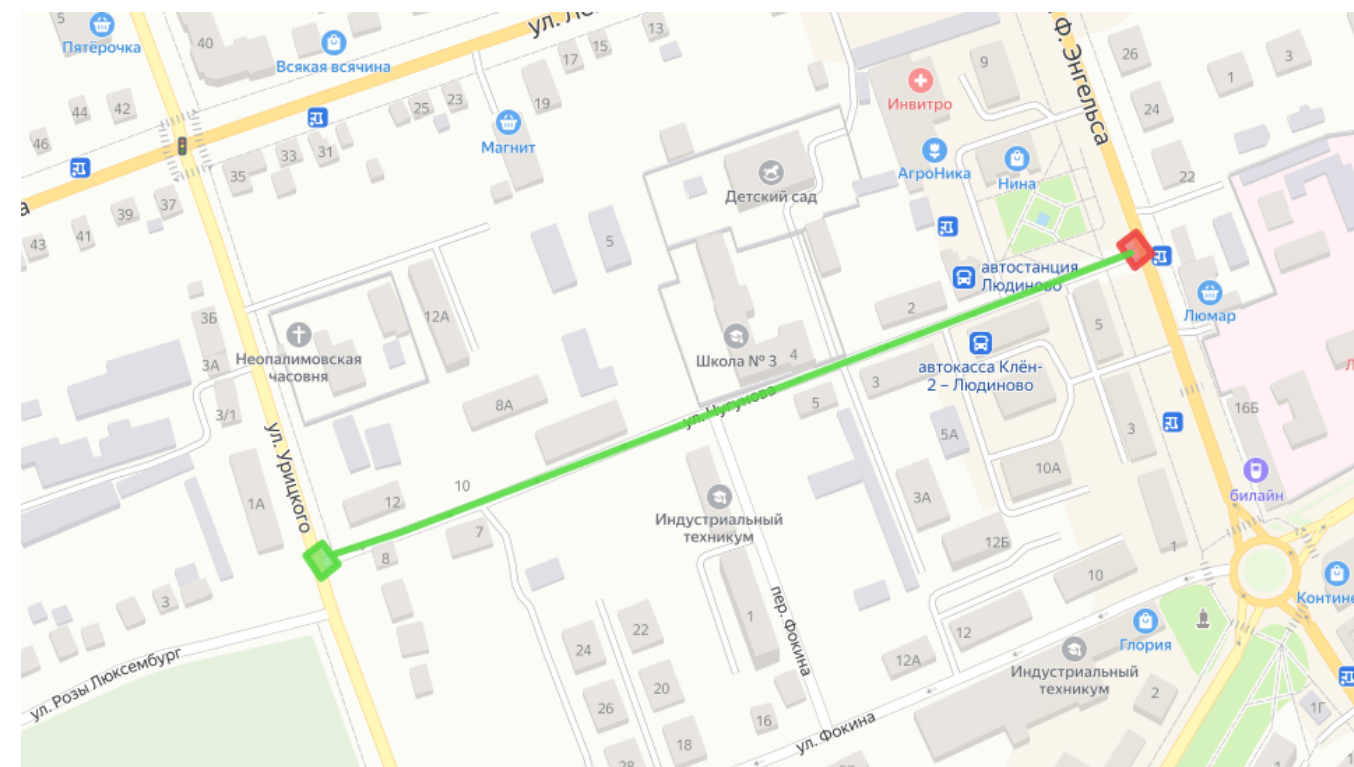 5
Пятёрочка
40
Всякая всячина
13
15
17
Ф. Энгельса
26
3
1
9
Инвитро
24
44
42
25
23
19
46
Магнит
33
31
35
АгроНика
Нина
22
Детский сад
37
39
41
43
5
автостанция
Людиново
2
Люмар
3Б
12А
Неопалимовская
часовня
3А
Школа № 3
4
5
автокасса Клён-
2 – Людиново
3
8А
ул. Чугунова
5
3/1
16Б
3
5А
ул. Урицкого
10А
билайн
10
12
1А
3А
Индустриальный
техникум
7
12Б
8
1
10
Контине
3
пер. Фокина
1
22
24
12
Глория
ул. Розы Люксембург
12А
Индустриальный
техникум
20
2
26
16
1Г
18
ул. Фокина
28
1